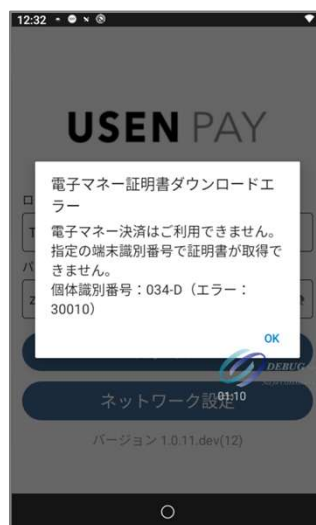 12:32
USEN PAY
電子マネー証明書ダウンロードエ
ラー
電子マネー決済はご利用できません。
指定の端末識別番号で証明書が取得で
きません。
個体識別番号：034-D（エラー：
30010）
OK
DEBUG
01:10
ネットワーク設定
バージョン 1.0.11.dev(12)